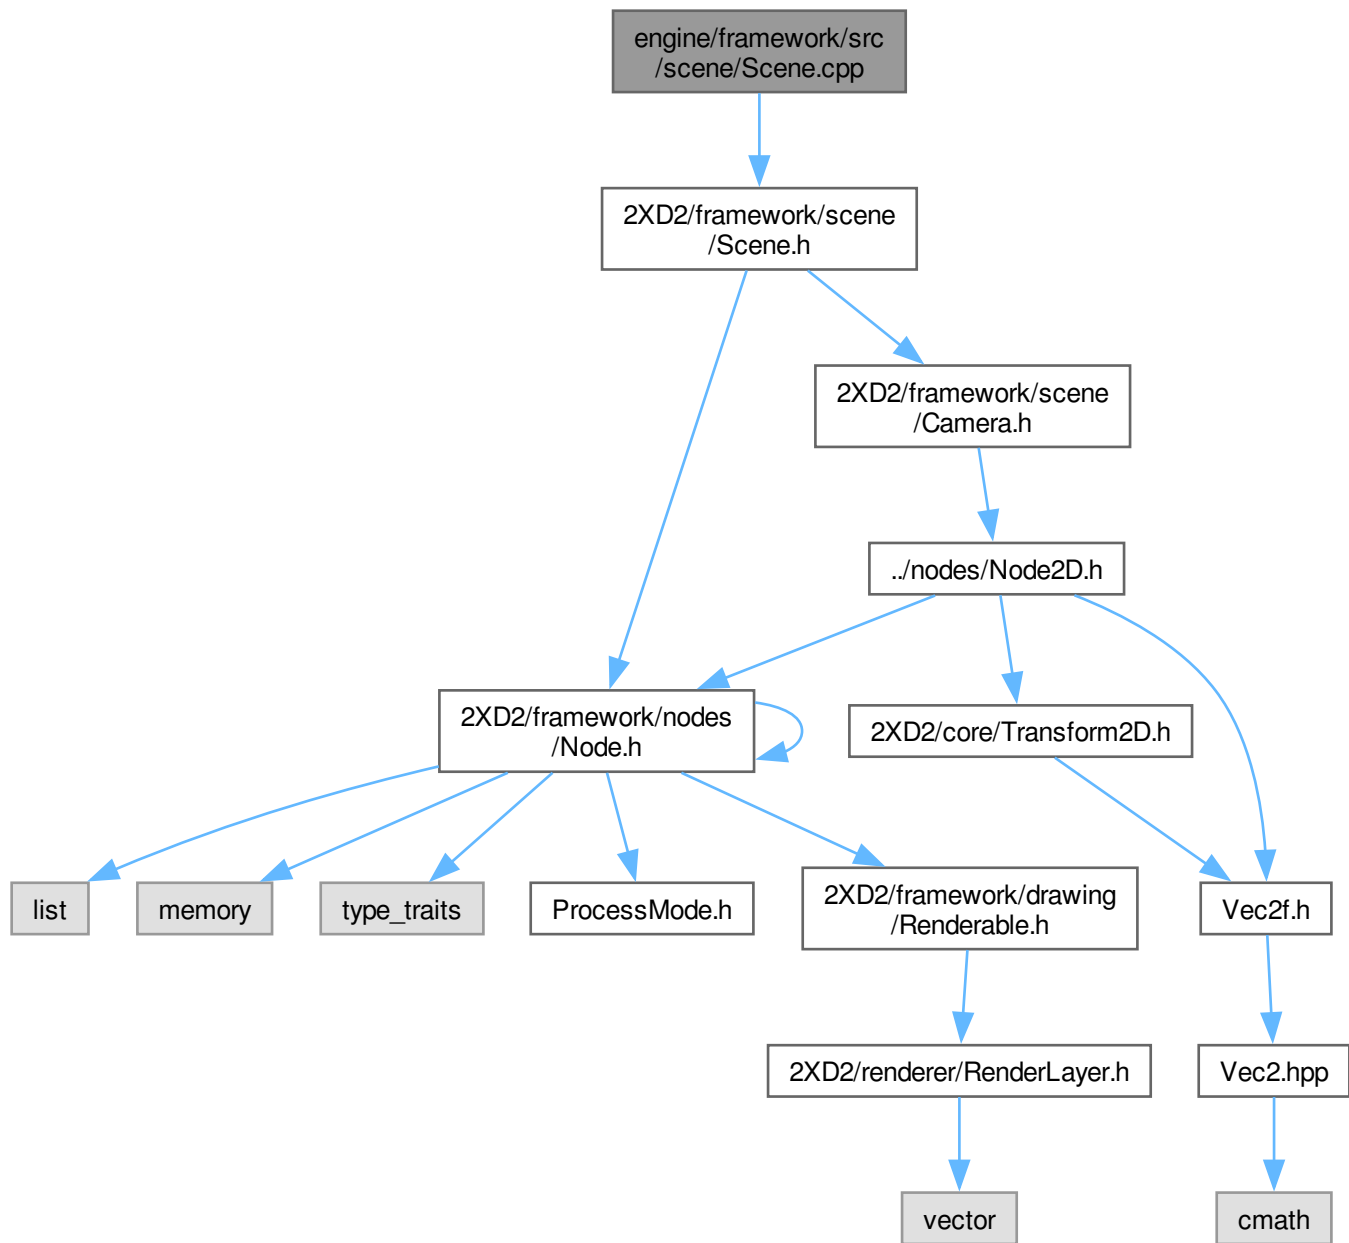 engine/framework/src
/scene/Scene.cpp
2XD2/framework/scene
/Scene.h
2XD2/framework/scene
/Camera.h
../nodes/Node2D.h
2XD2/framework/nodes
/Node.h
2XD2/core/Transform2D.h
list
memory
type_traits
ProcessMode.h
2XD2/framework/drawing
/Renderable.h
Vec2f.h
2XD2/renderer/RenderLayer.h
Vec2.hpp
vector
cmath